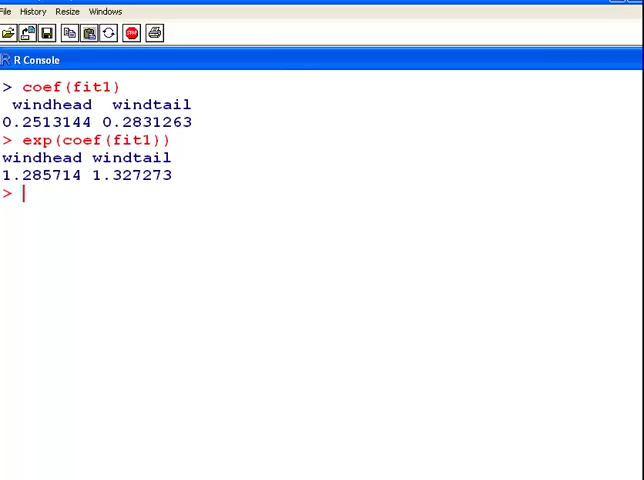 File History Resize Windows
STOP
R R Console
> coef(fit1)
windhead windtail
0.2513144 0.2831263
> exp(coef(fit1))
windhead windtail
1.285714 1.327273
>